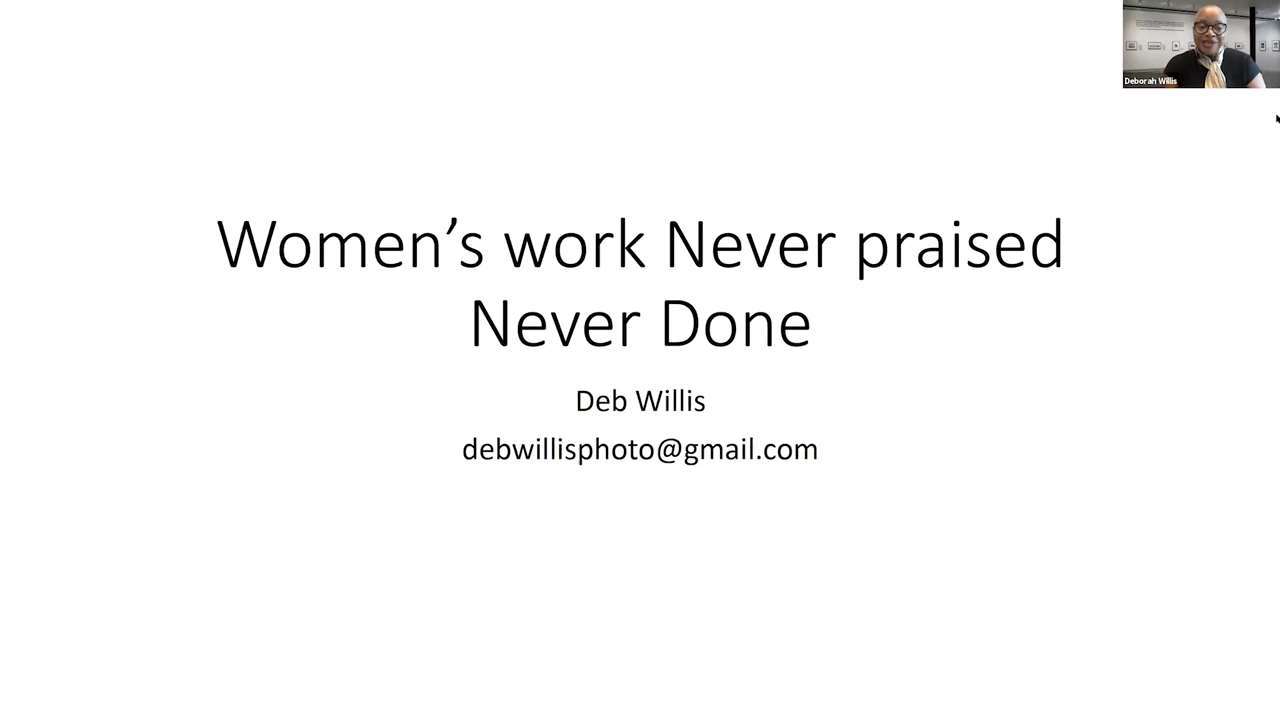 Deborah Willis
Women's work Never praised
Never Done
Deb Willis
debwillisphoto@gmail.com